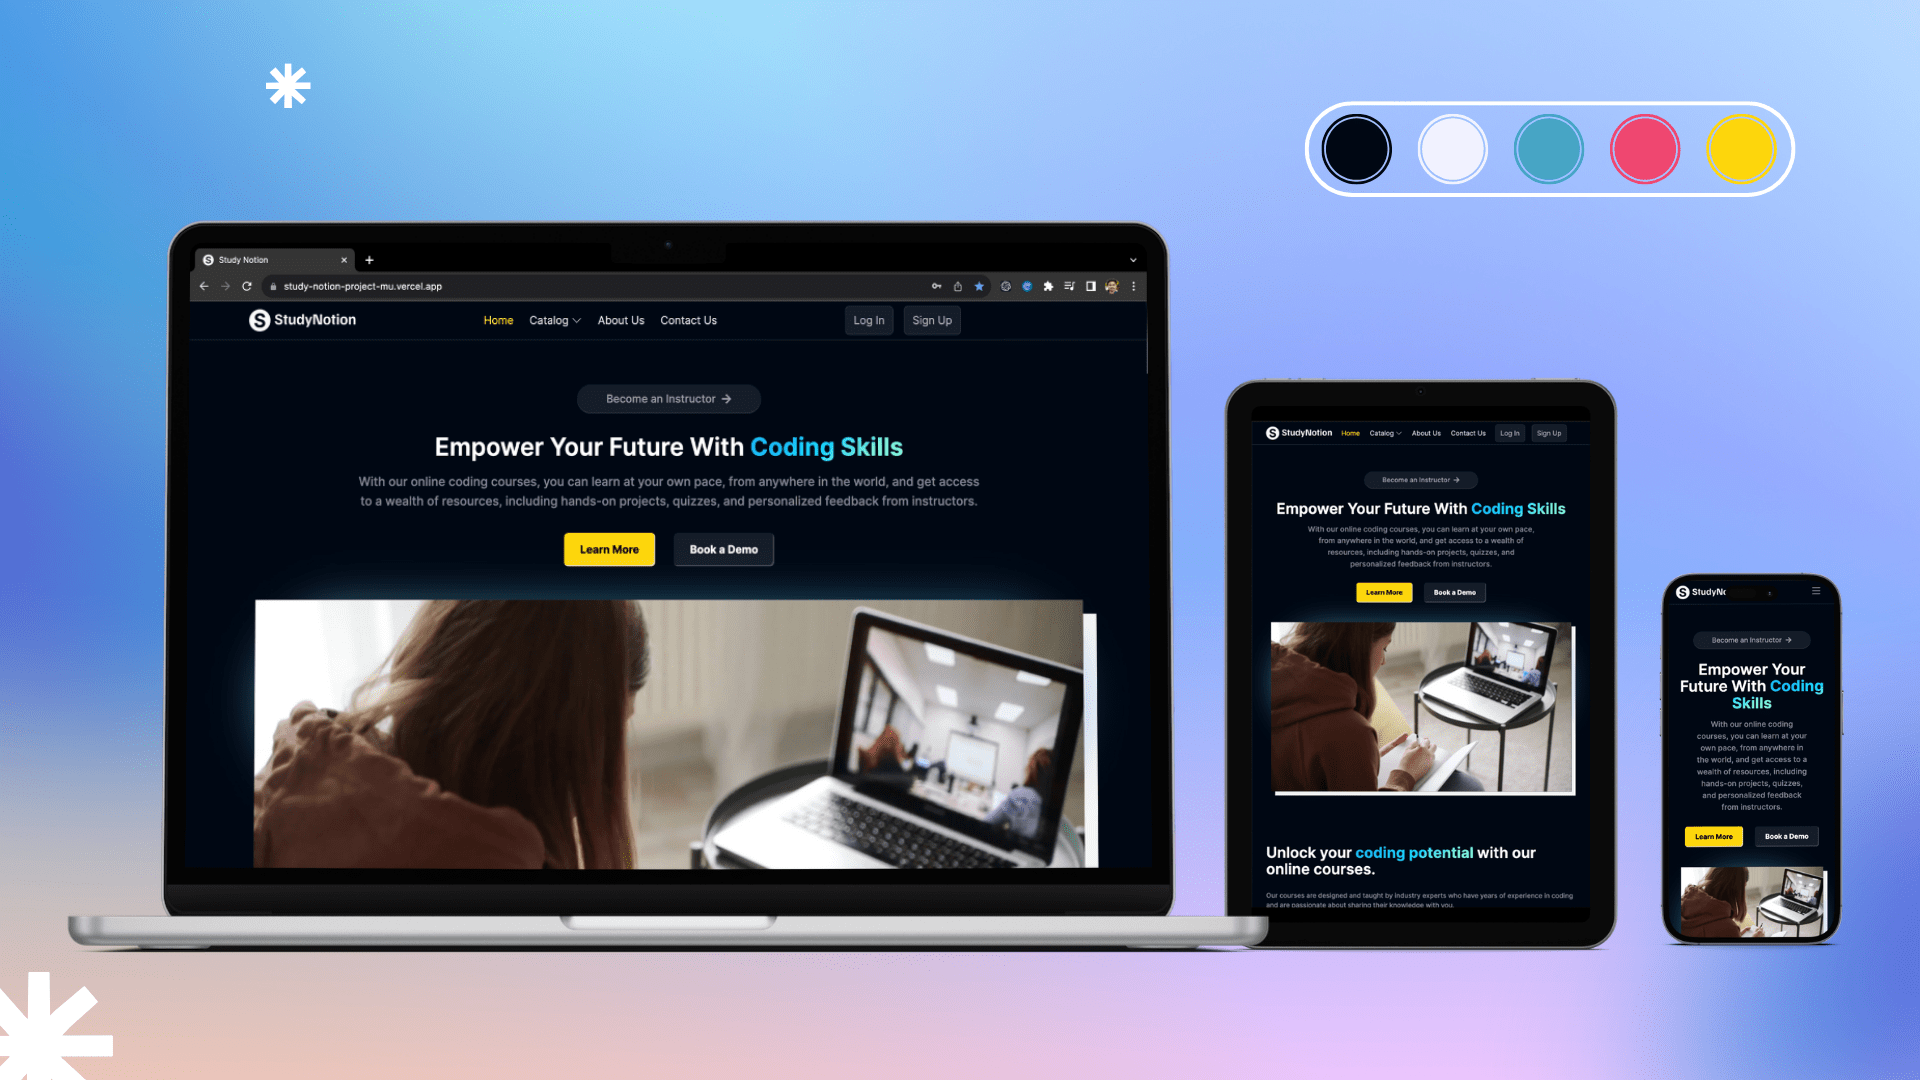 Study Notion
study-notion-project-mu.vercel.app
StudyNotion
Home Catalog About Us Contact Us
Log In Sign Up
Become an Instructor →
Empower Your Future With Coding Skills
With our online coding courses, you can learn at your own pace, from anywhere in the world, and get access
to a wealth of resources, including hands-on projects, quizzes, and personalized feedback from instructors.
Learn More Book a Demo
StudyNotion Home Catalog About Us Contact Us Log In Sign Up
Become an Instructor →
Empower Your Future With Coding Skills
With our online coding courses, you can learn at your own pace,
from anywhere in the world, and get access to a wealth of
resources, including hands-on projects, quizzes, and
personalized feedback from instructors.
Learn More Book a Demo
Unlock your coding potential with our
online courses.
Our courses are designed and taught by industry experts who have years of experience in coding
and are passionate about sharing their knowledge with you.
StudyNo
Become an Instructor →
Empower Your
Future With Coding
Skills
With our online coding
courses, you can learn at your
own pace, from anywhere in
the world, and get access to a
wealth of resources, including
hands-on projects, quizzes,
and personalized feedback
from instructors.
Learn More Book a Demo